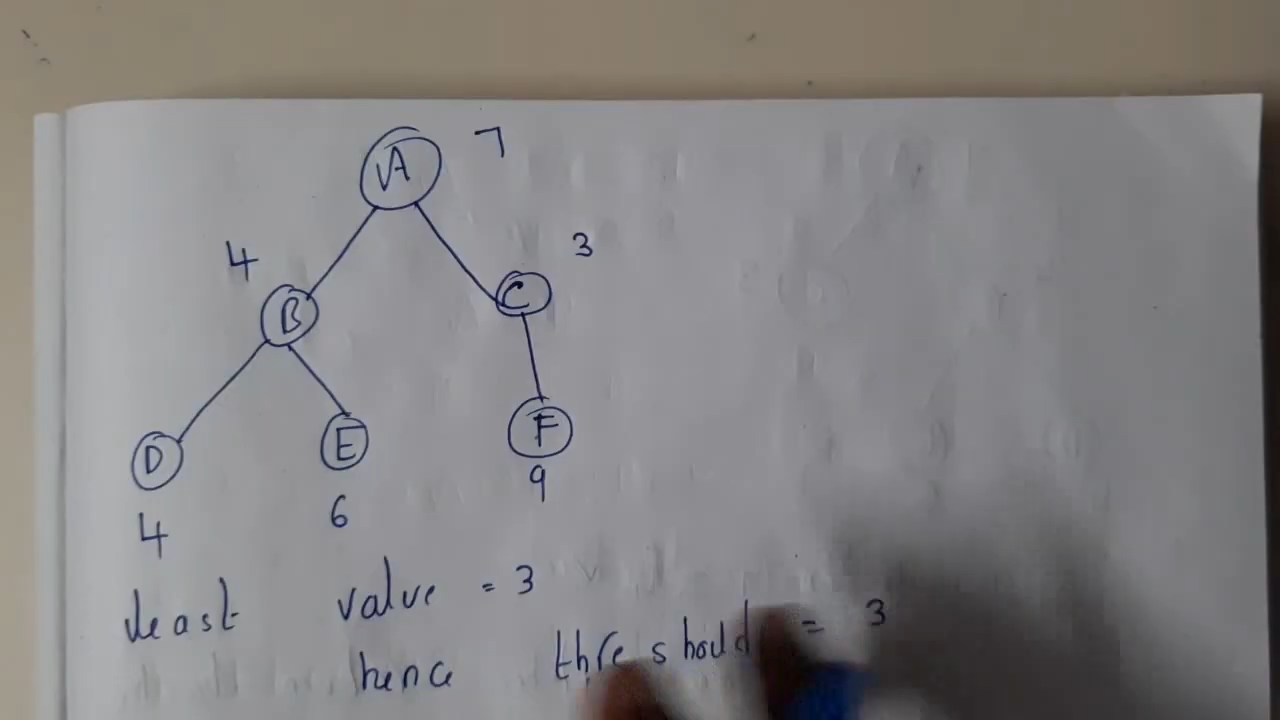 A 7
4 3
B C
D E F
4 6 9
least value = 3
hence threshould = 3